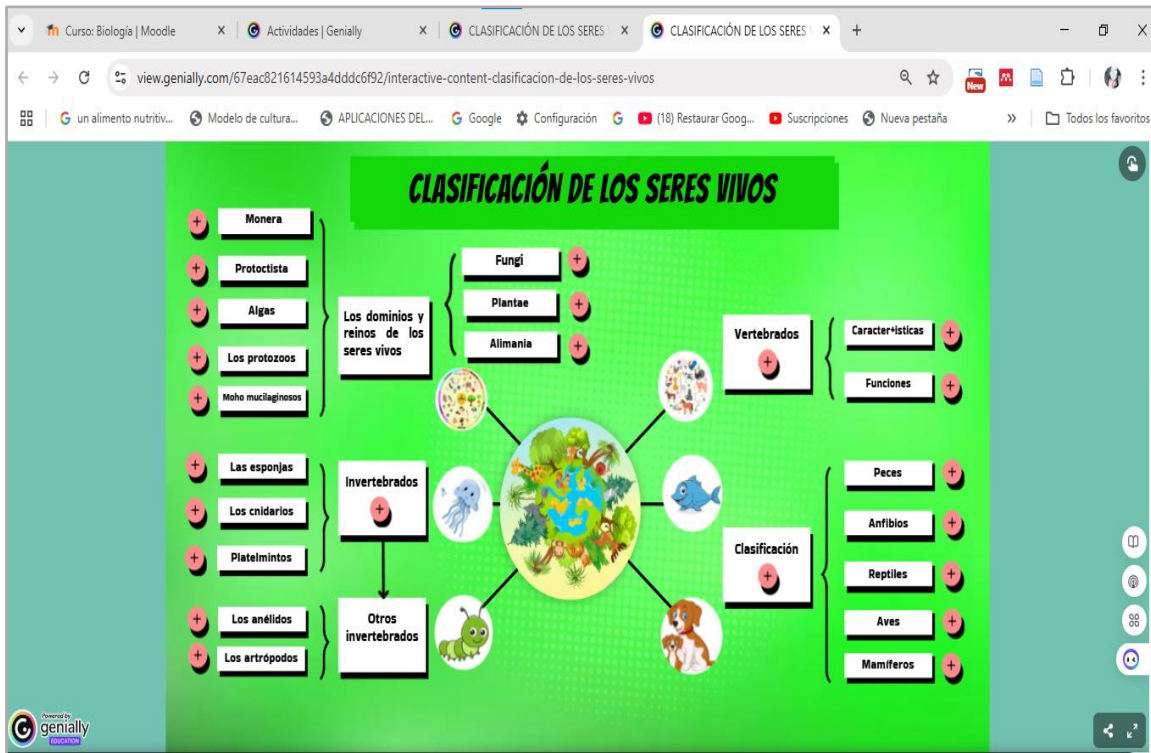 Curso: Biología | Moodle
Actividades | Genially
CLASIFICACIÓN DE LOS SERES
CLASIFICACIÓN DE LOS SERES
view.genially.com/67eac821614593a4dddc6f92/interactive-content-clasificacion-de-los-seres-vivos
New
un alimento nutritiv...
Modelo de cultura...
APLICACIONES DEL...
Google
Configuración
(18) Restaurar Goog...
Suscripciones
Nueva pestaña
Todos los favoritos
CLASIFICACIÓN DE LOS SERES VIVOS
Monera
Protoctista
Algas
Los protozoos
Moho mucilaginosos
Los dominios y
reinos de los
seres vivos
Fungi
Plantae
Alimania
Vertebrados
Caracter+isticas
Funciones
Las esponjas
Los cnidarios
Platelmintos
Invertebrados
Los anélidos
Los artrópodos
Otros
invertebrados
Clasificación
Peces
Anfibios
Reptiles
Aves
Mamíferos
Powered by
genially
EDUCATION